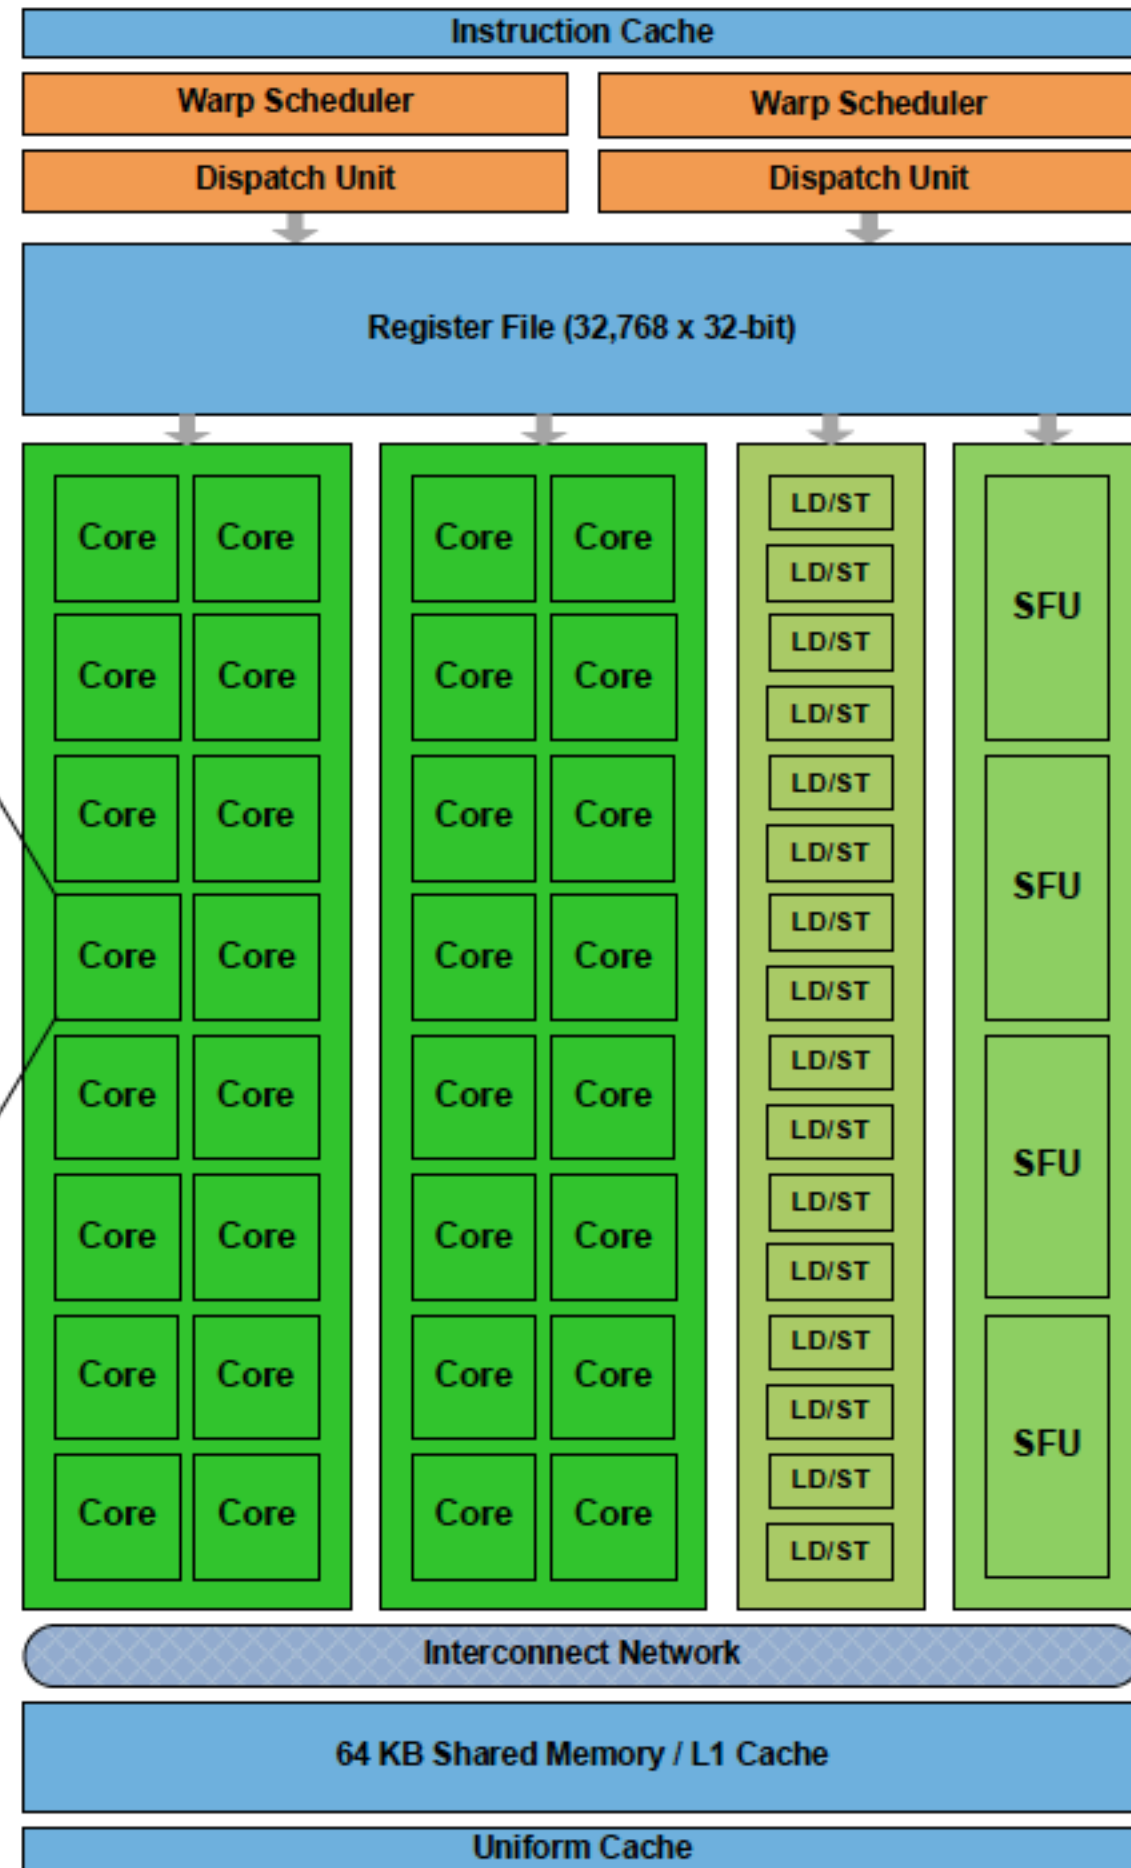 Instruction Cache
Warp Scheduler Warp Scheduler
Dispatch Unit Dispatch Unit
Register File (32,768 x 32-bit)
Core Core Core Core LD/ST SFU
LD/ST
Core Core Core Core LD/ST
LD/ST
Core Core Core Core LD/ST SFU
LD/ST
Core Core Core Core LD/ST
LD/ST
Core Core Core Core LD/ST SFU
LD/ST
Core Core Core Core LD/ST
LD/ST
Core Core Core Core LD/ST SFU
LD/ST
Core Core Core Core LD/ST
LD/ST
Interconnect Network
64 KB Shared Memory / L1 Cache
Uniform Cache